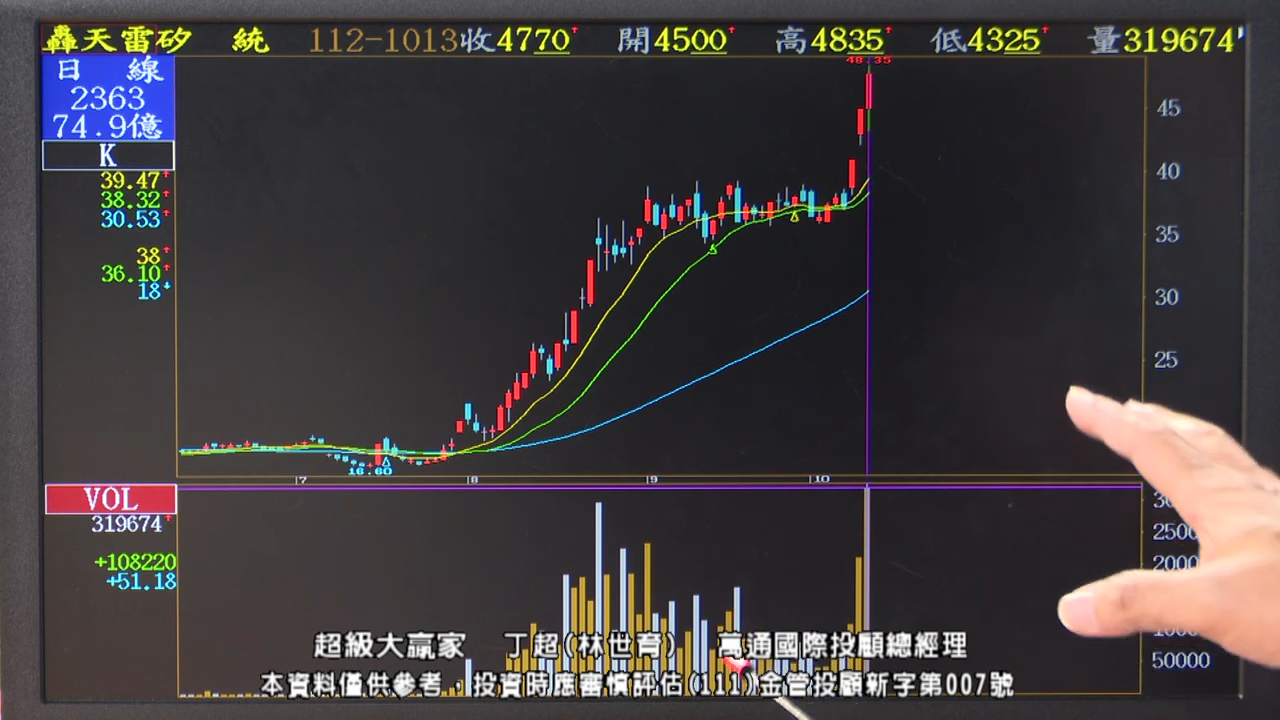 轟天雷矽 統 112-1013收4770↑ 開4500↑ 高4835↑ 低4325↑ 量319674'
日 線
2363
74.9億
K
39.47↑
38.32↑
30.53↑
38↑
36.10↑
18↓
48.35
45
40
35
30
25
16.60
7 8 9 10
VOL
319674↑
+108220
+51.18
50000
超級大贏家 丁超(林世育) 萬通國際投顧總經理
本資料僅供參考，投資時應審慎評估(111)金管投顧新字第007號